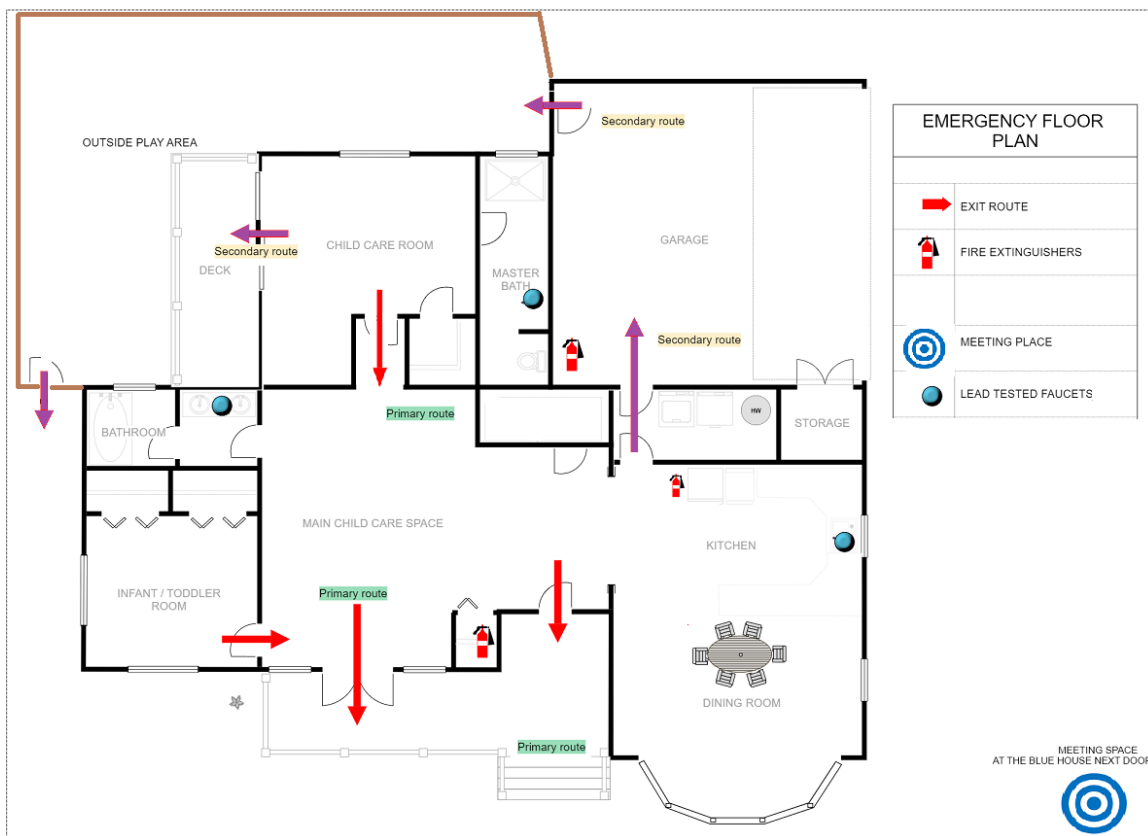 Secondary route
OUTSIDE PLAY AREA
EMERGENCY FLOOR
PLAN
EXIT ROUTE
FIRE EXTINGUISHERS
MEETING PLACE
LEAD TESTED FAUCETS
GARAGE
CHILD CARE ROOM
Secondary route
DECK
MASTER
BATH
Secondary route
Primary route
HW
STORAGE
BATHROOM
MAIN CHILD CARE SPACE
KITCHEN
INFANT / TODDLER
ROOM
Primary route
DINING ROOM
Primary route
MEETING SPACE
AT THE BLUE HOUSE NEXT DOOR